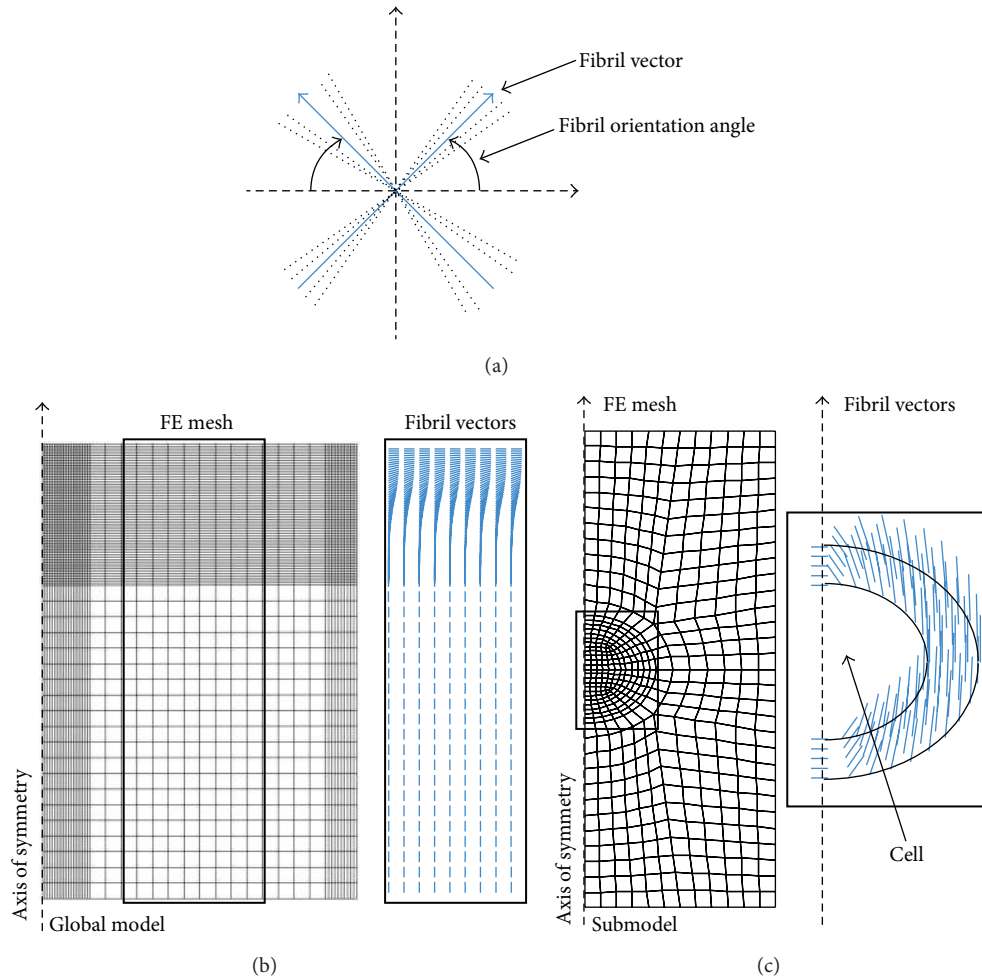 Fibril vector
Fibril orientation angle
(a)
FE mesh
Fibril vectors
Axis of symmetry
Global model
(b)
FE mesh
Fibril vectors
Axis of symmetry
Cell
Submodel
(c)